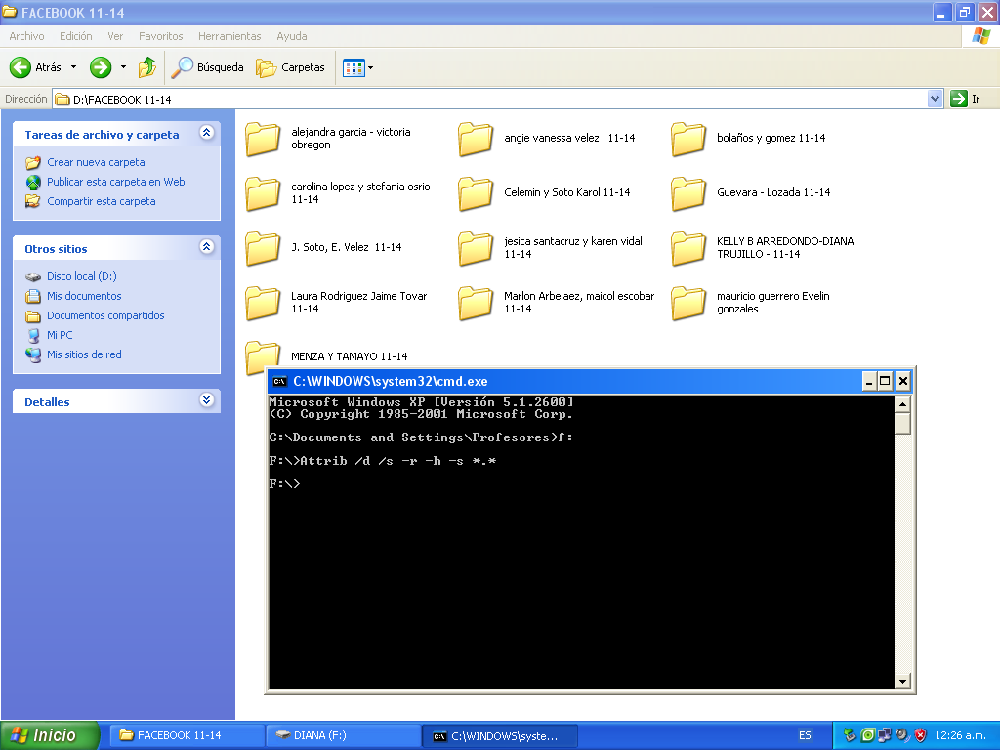 FACEBOOK 11-14
Archivo Edición Ver Favoritos Herramientas Ayuda
Atrás Búsqueda Carpetas
Dirección D:\FACEBOOK 11-14 Ir
Tareas de archivo y carpeta
Crear nueva carpeta
Publicar esta carpeta en Web
Compartir esta carpeta
Otros sitios
Disco local (D:)
Mis documentos
Documentos compartidos
Mi PC
Mis sitios de red
Detalles
alejandra garcia - victoria
obregon
angie vanessa velez 11-14
bolaños y gomez 11-14
carolina lopez y stefania osrio
11-14
Celemin y Soto Karol 11-14
Guevara - Lozada 11-14
J. Soto, E. Velez 11-14
jesica santacruz y karen vidal
11-14
KELLY B ARREDONDO-DIANA
TRUJILLO - 11-14
Laura Rodriguez Jaime Tovar
11-14
Marlon Arbelaez, maicol escobar
11-14
mauricio guerrero Evelin
gonzales
MENZA Y TAMAYO 11-14
C:\WINDOWS\system32\cmd.exe
Microsoft Windows XP [Versión 5.1.2600]
(C) Copyright 1985-2001 Microsoft Corp.
C:\Documents and Settings\Profesores>f:
F:\>Attrib /d /s -r -h -s *.*
F:\>
Inicio FACEBOOK 11-14 DIANA (F:) C:\WINDOWS\syste... ES 12:26 a.m.